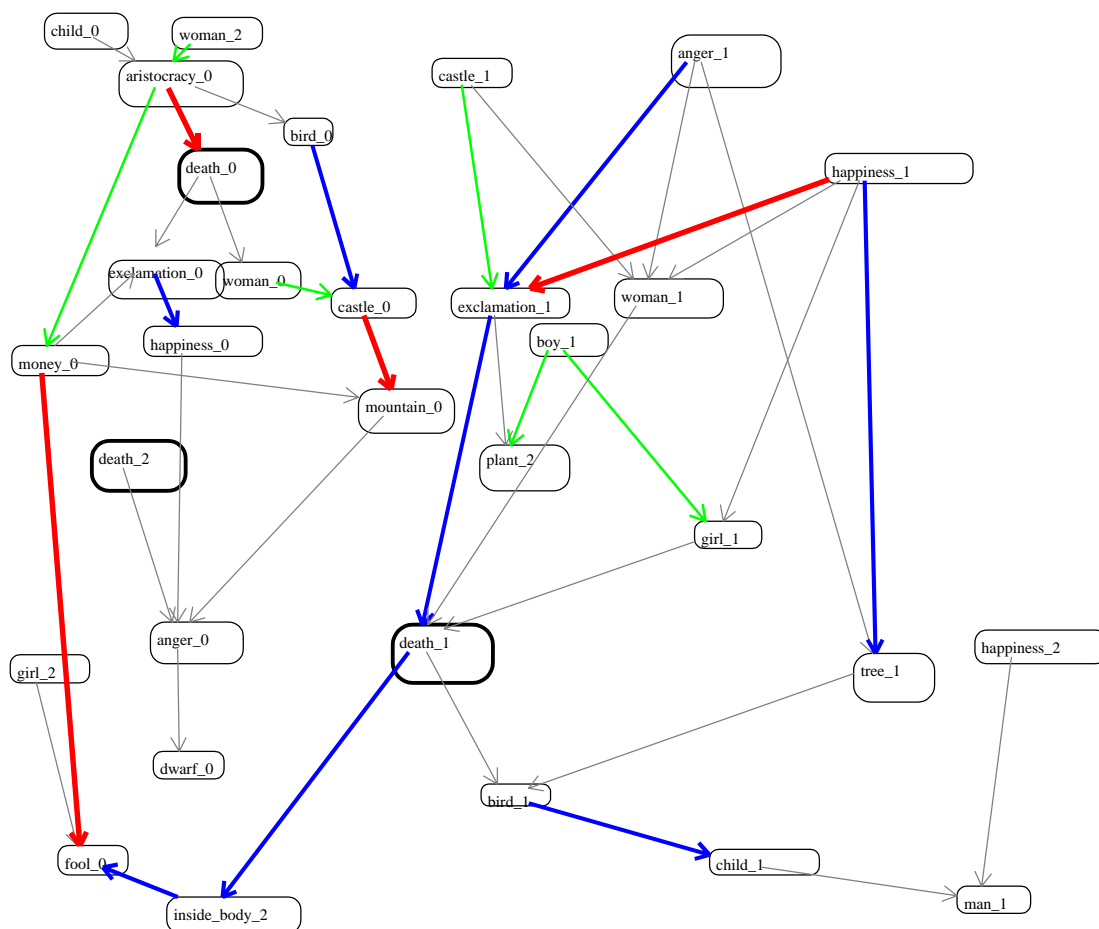 child_0
woman_2
anger_1
castle_1
aristocracy_0
bird_0
death_0
happiness_1
exclamation_0
woman_0
castle_0
exclamation_1
woman_1
happiness_0
boy_1
money_0
mountain_0
death_2
plant_2
girl_1
anger_0
death_1
happiness_2
girl_2
tree_1
dwarf_0
bird_1
fool_0
child_1
inside_body_2
man_1